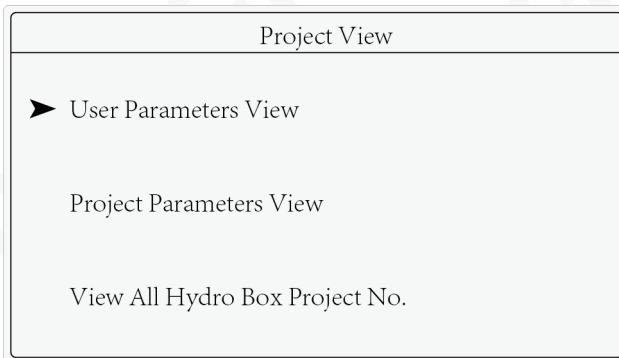 Project View
User Parameters View
Project Parameters View
View All Hydro Box Project No.